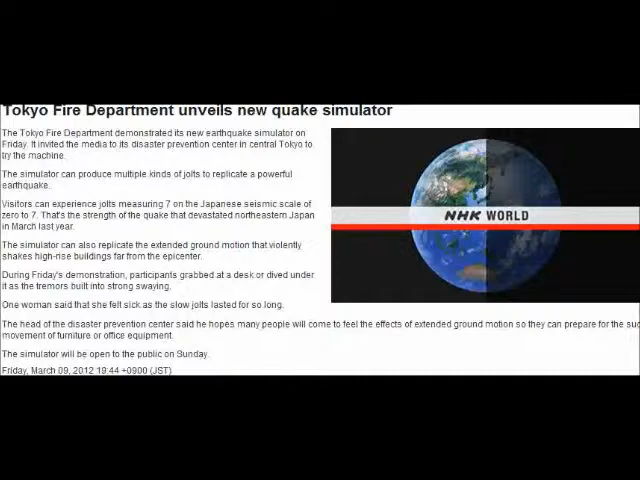 Tokyo Fire Department unveils new quake simulator
The Tokyo Fire Department demonstrated its new earthquake simulator on
Friday. It invited the media to its disaster prevention center in central Tokyo to
try the machine.
The simulator can produce multiple kinds of jolts to replicate a powerful
earthquake.
Visitors can experience jolts measuring 7 on the Japanese seismic scale of
zero to 7. That's the strength of the quake that devastated northeastern Japan
in March last year.
The simulator can also replicate the extended ground motion that violently
shakes high-rise buildings far from the epicenter.
During Friday's demonstration, participants grabbed at a desk or dived under
it as the tremors built into strong swaying.
One woman said that she felt sick as the slow jolts lasted for so long.
NHK WORLD
The head of the disaster prevention center said he hopes many people will come to feel the effects of extended ground motion so they can prepare for the
movement of furniture or office equipment.
The simulator will be open to the public on Sunday.
Friday, March 09, 2012 19:44 +0900 (JST)